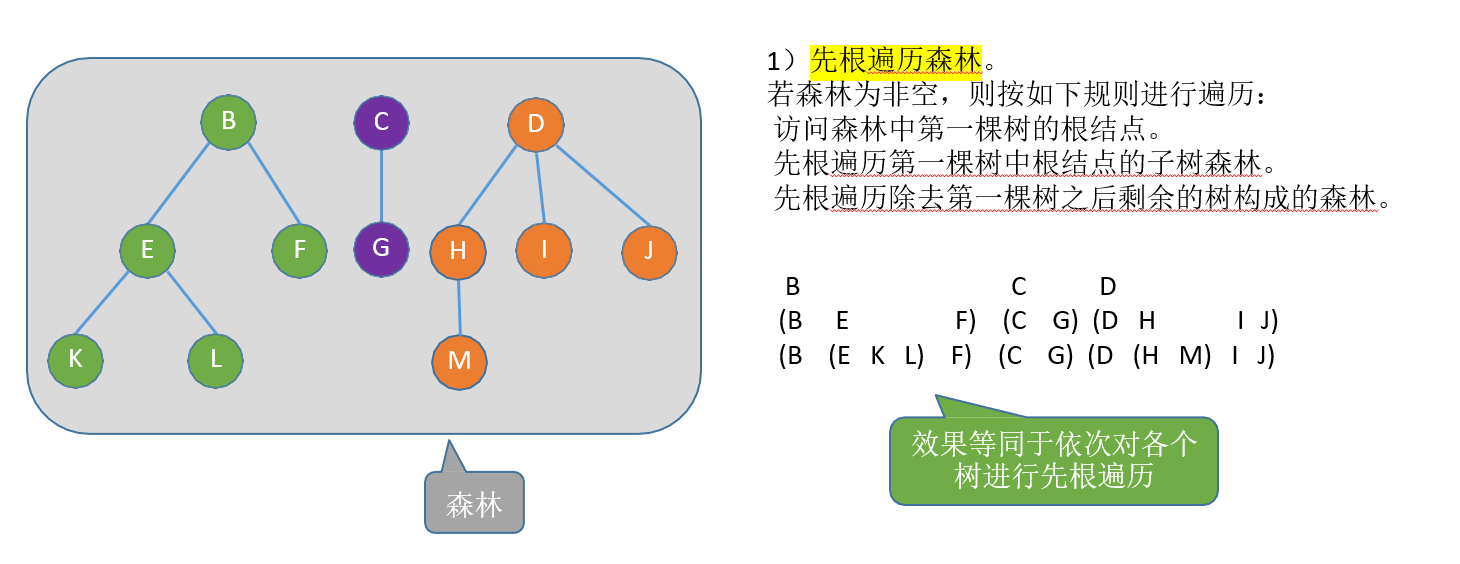 1）先根遍历森林。
若森林为非空，则按如下规则进行遍历：
访问森林中第一棵树的根结点。
先根遍历第一棵树中根结点的子树森林。
先根遍历除去第一棵树之后剩余的树构成的森林。
B C D
E F G H I J
K L M
森林
B C D
(B E F) (C G) (D H I J)
(B (E K L) F) (C G) (D (H M) I J)
效果等同于依次对各个
树进行先根遍历